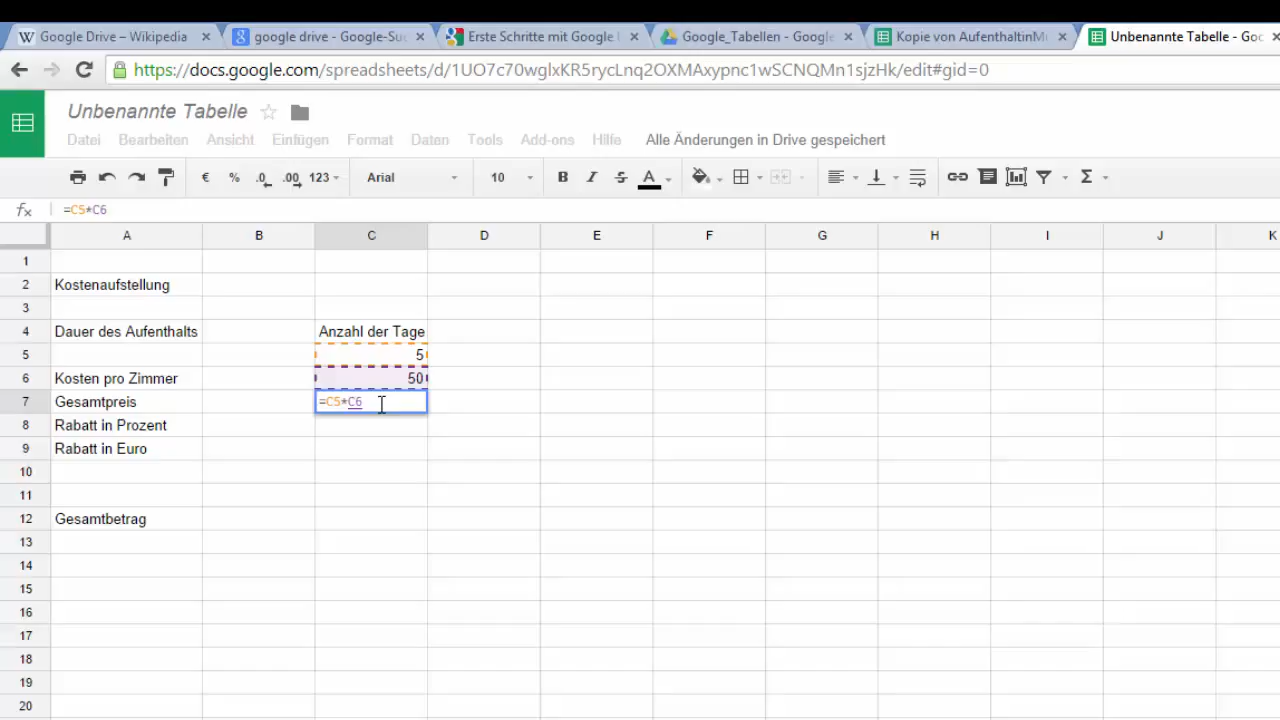 Google Drive – Wikipedia
google drive - Google-Su
Erste Schritte mit Google
Google_Tabellen - Google
Kopie von AufenthaltinMu
Unbenannte Tabelle - Goo
https://docs.google.com/spreadsheets/d/1UO7c70wglxKR5rycLnq2OXMAxypnc1wSCNQMn1sjzHk/edit#gid=0
Unbenannte Tabelle
Datei Bearbeiten Ansicht Einfügen Format Daten Tools Add-ons Hilfe Alle Änderungen in Drive gespeichert
€ % .0 .00 123 Arial 10 B I S A Σ
fx =C5*C6
A B C D E F G H I J K
1
2 Kostenaufstellung
3
4 Dauer des Aufenthalts Anzahl der Tage
5 5
6 Kosten pro Zimmer 50
7 Gesamtpreis =C5*C6
8 Rabatt in Prozent
9 Rabatt in Euro
10
11
12 Gesamtbetrag
13
14
15
16
17
18
19
20